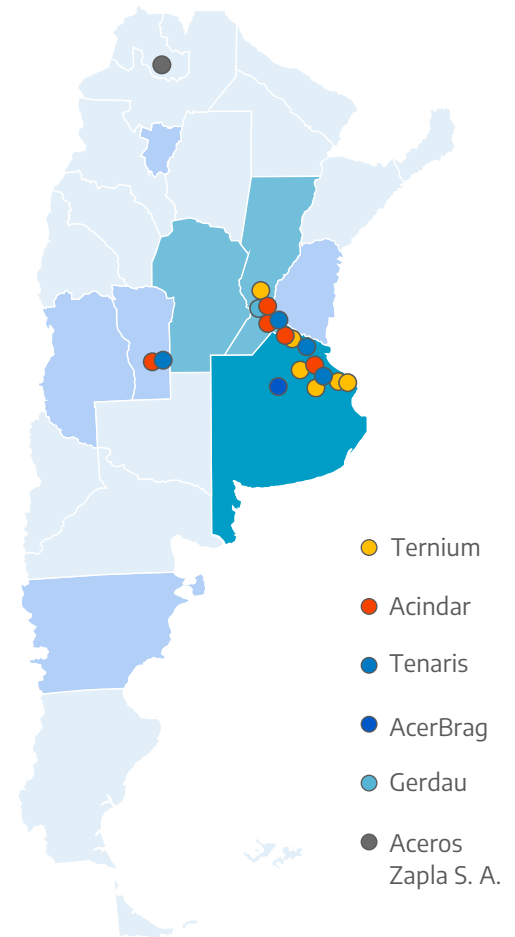 Ternium
Acindar
Tenaris
AcerBrag
Gerdau
Aceros
Zapla S. A.